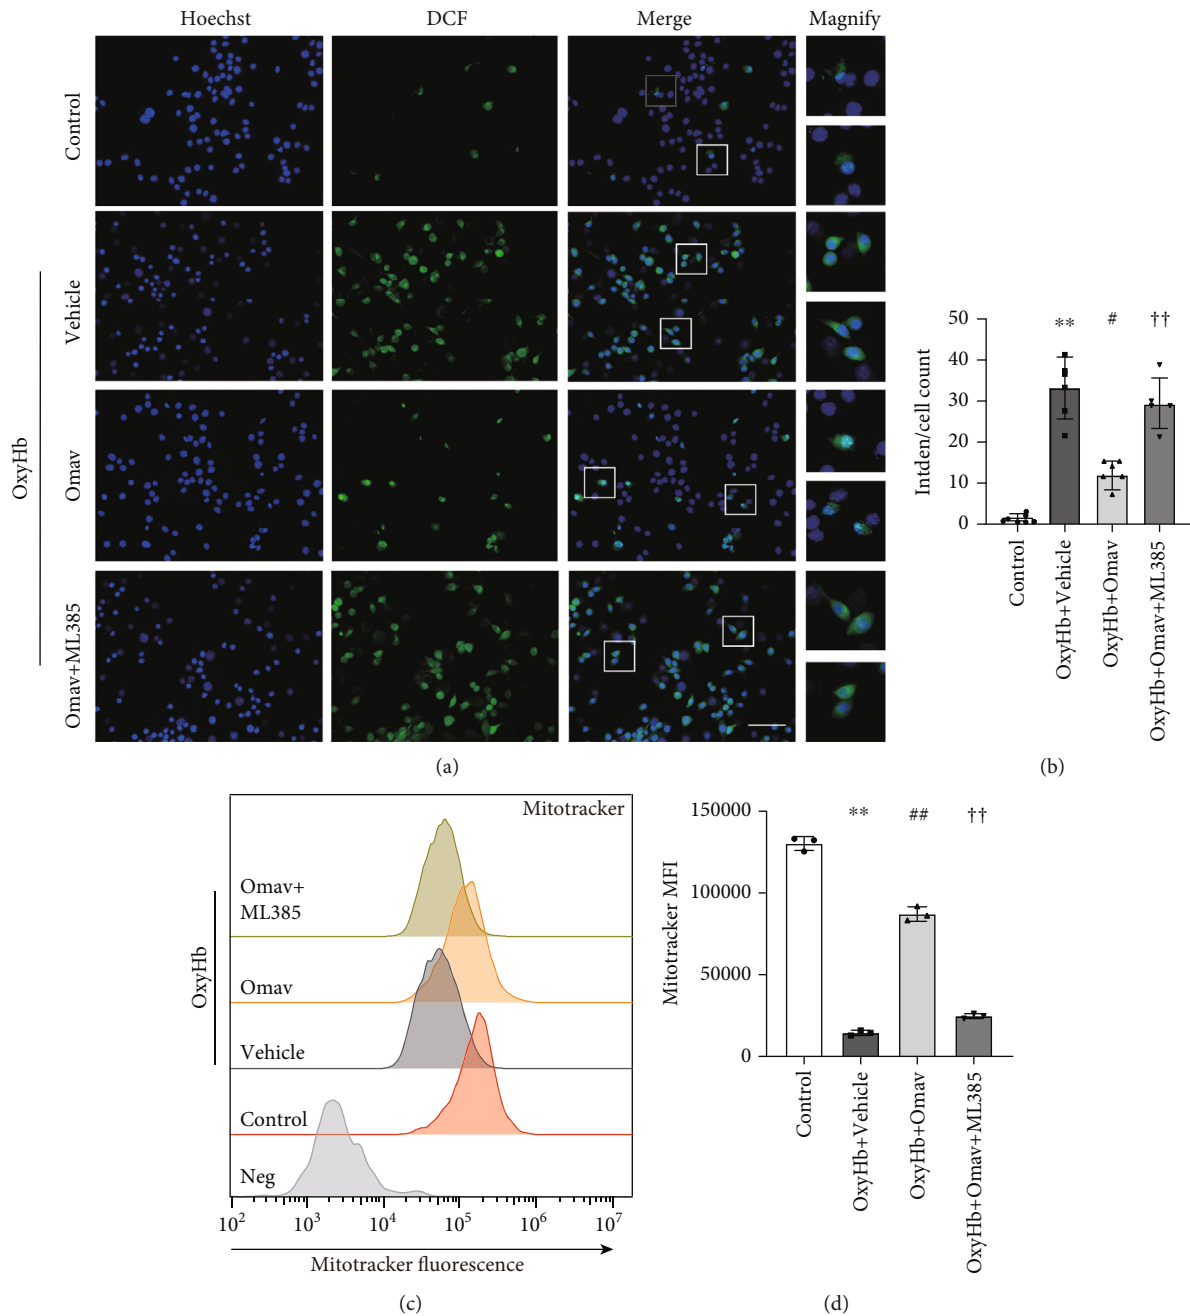 Hoechst DCF Merge Magnify
Control
Vehicle
Omav
Omav+ML385
OxyHb
(a)
50
40
30
20
10
0
Intden/cell count
** # ††
Control
OxyHb+Vehicle
OxyHb+Omav
OxyHb+Omav+ML385
(b)
Mitotracker
Omav+
ML385
Omav
Vehicle
Control
Neg
OxyHb
10² 10³ 10⁴ 10⁵ 10⁶ 10⁷
Mitotracker fluorescence
(c)
150000
100000
50000
0
Mitotracker MFI
** ## ††
Control
OxyHb+Vehicle
OxyHb+Omav
OxyHb+Omav+ML385
(d)